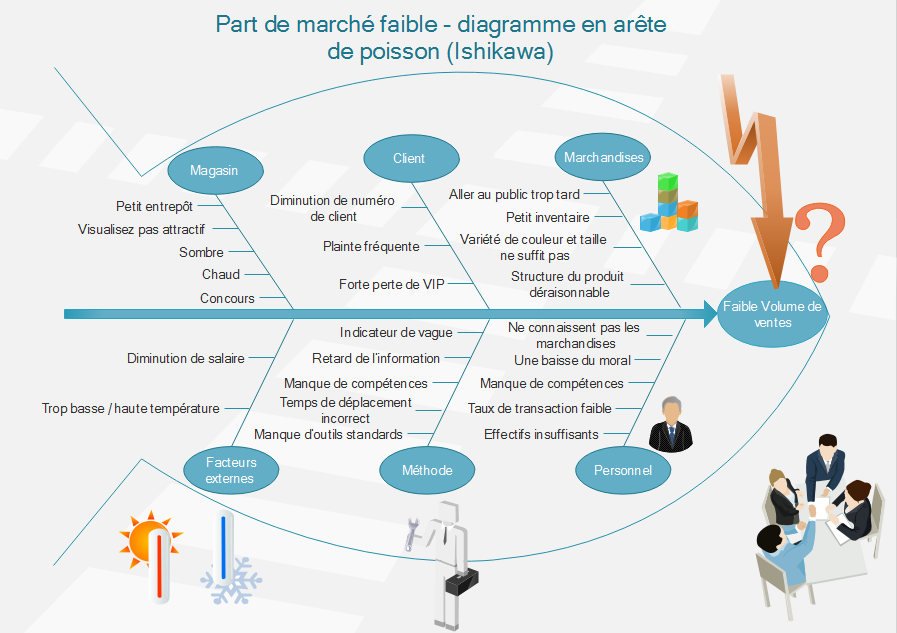 Part de marché faible - diagramme en arête
de poisson (Ishikawa)
Magasin
Petit entrepôt
Visualisez pas attractif
Sombre
Chaud
Concours
Client
Diminution de numéro
de client
Plainte fréquente
Forte perte de VIP
Marchandises
Aller au public trop tard
Petit inventaire
Variété de couleur et taille
ne suffit pas
Structure du produit
déraisonnable
Faible Volume de
ventes
Diminution de salaire
Trop basse / haute température
Facteurs
externes
Indicateur de vague
Retard de l'information
Manque de compétences
Temps de déplacement
incorrect
Manque d'outils standards
Méthode
Ne connaissent pas les
marchandises
Une baisse du moral
Manque de compétences
Taux de transaction faible
Effectifs insuffisants
Personnel